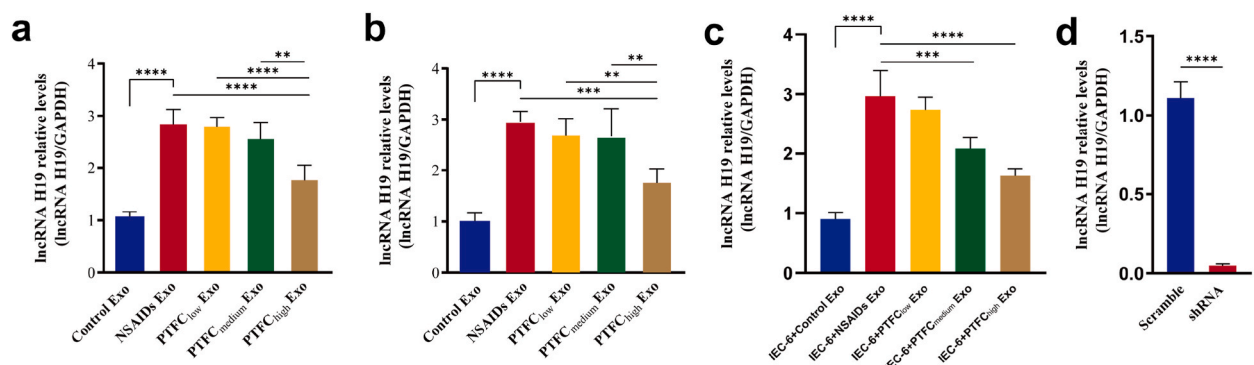 a
lncRNA H19 relative levels
(lncRNA H19/GAPDH)
4
3
2
1
0
****
**
****
****
Control Exo
NSAIDs Exo
PTFClow Exo
PTFCmedium Exo
PTFChigh Exo
b
lncRNA H19 relative levels
(lncRNA H19/GAPDH)
4
3
2
1
0
****
**
**
***
Control Exo
NSAIDs Exo
PTFClow Exo
PTFCmedium Exo
PTFChigh Exo
c
lncRNA H19 relative levels
(lncRNA H19/GAPDH)
4
3
2
1
0
****
****
***
IEC-6+Control Exo
IEC-6+NSAIDs Exo
IEC-6+PTFClow Exo
IEC-6+PTFCmedium Exo
IEC-6+PTFChigh Exo
d
lncRNA H19 relative levels
(lncRNA H19/GAPDH)
1.5
1.0
0.5
0.0
****
Scramble
shRNA